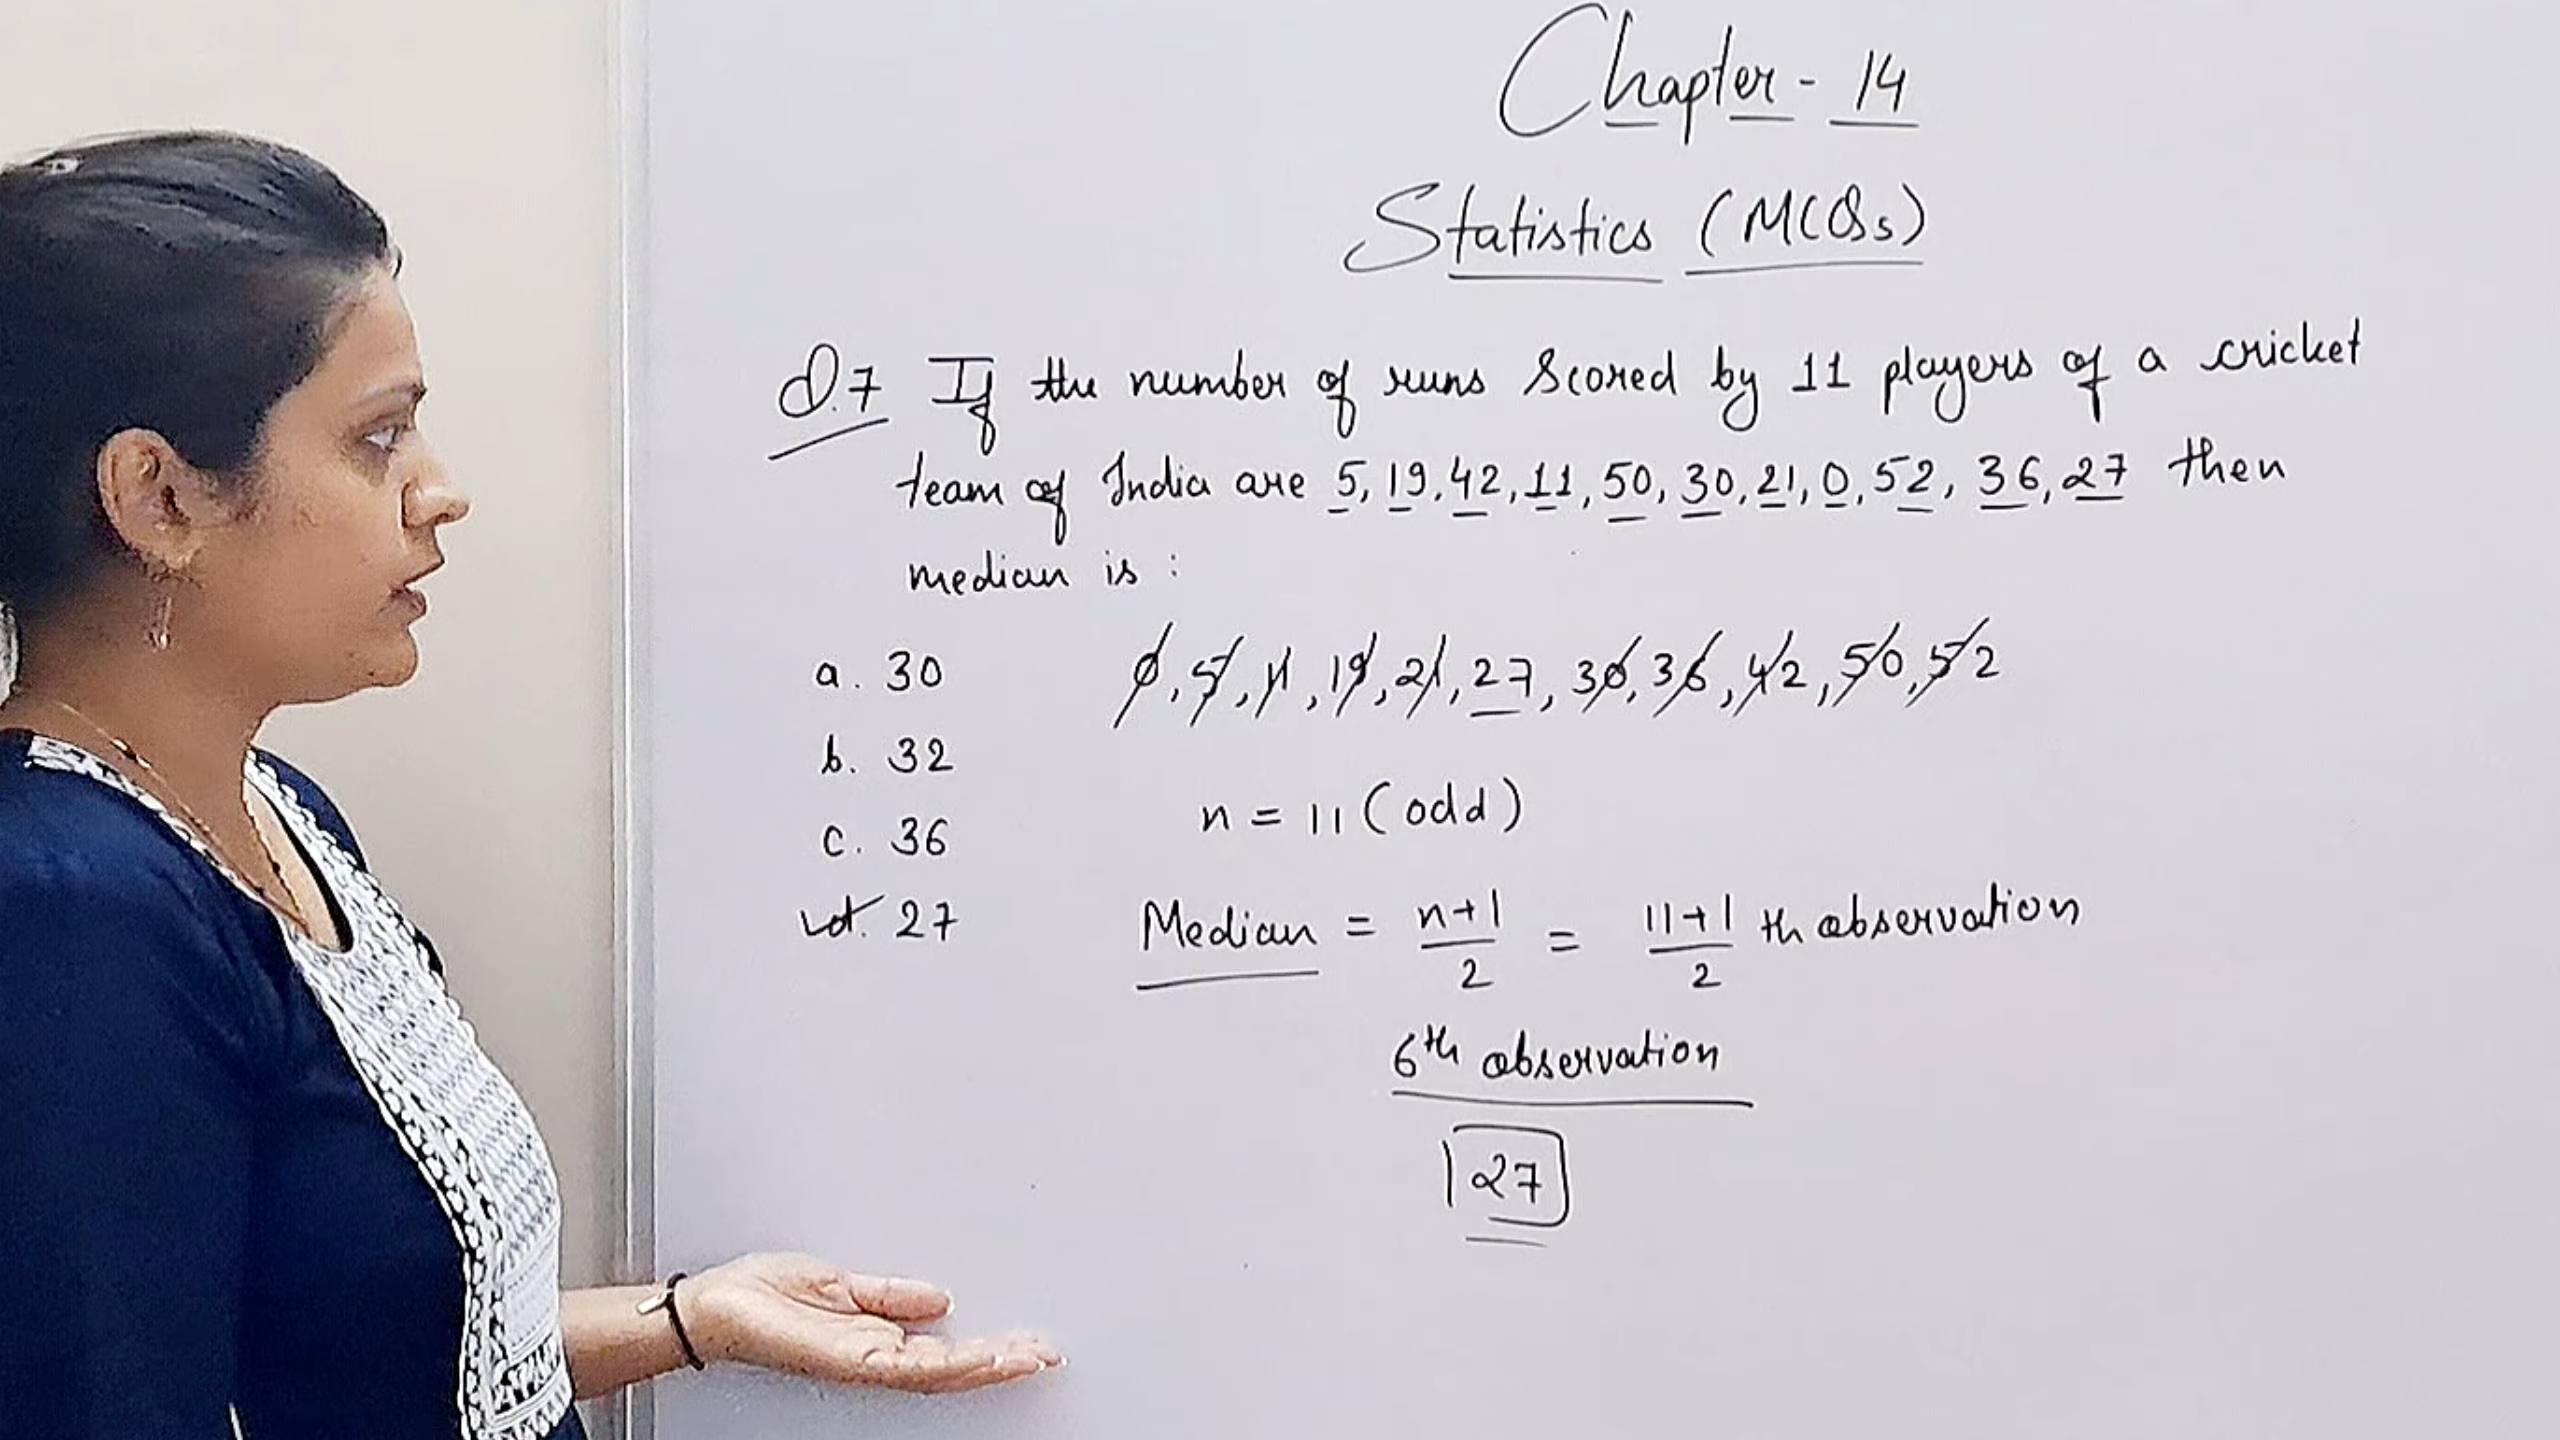 Chapter - 14
Statistics (MCQs)
Q.7 If the number of runs scored by 11 players of a cricket
team of India are 5, 19, 42, 11, 50, 30, 21, 0, 52, 36, 27 then
median is :
a. 30
0, 5, 11, 19, 21, 27, 30, 36, 42, 50, 52
b. 32
n = 11 (odd)
c. 36
d. 27
Median = n+1/2 = 11+1/2 th observation
6th observation
27